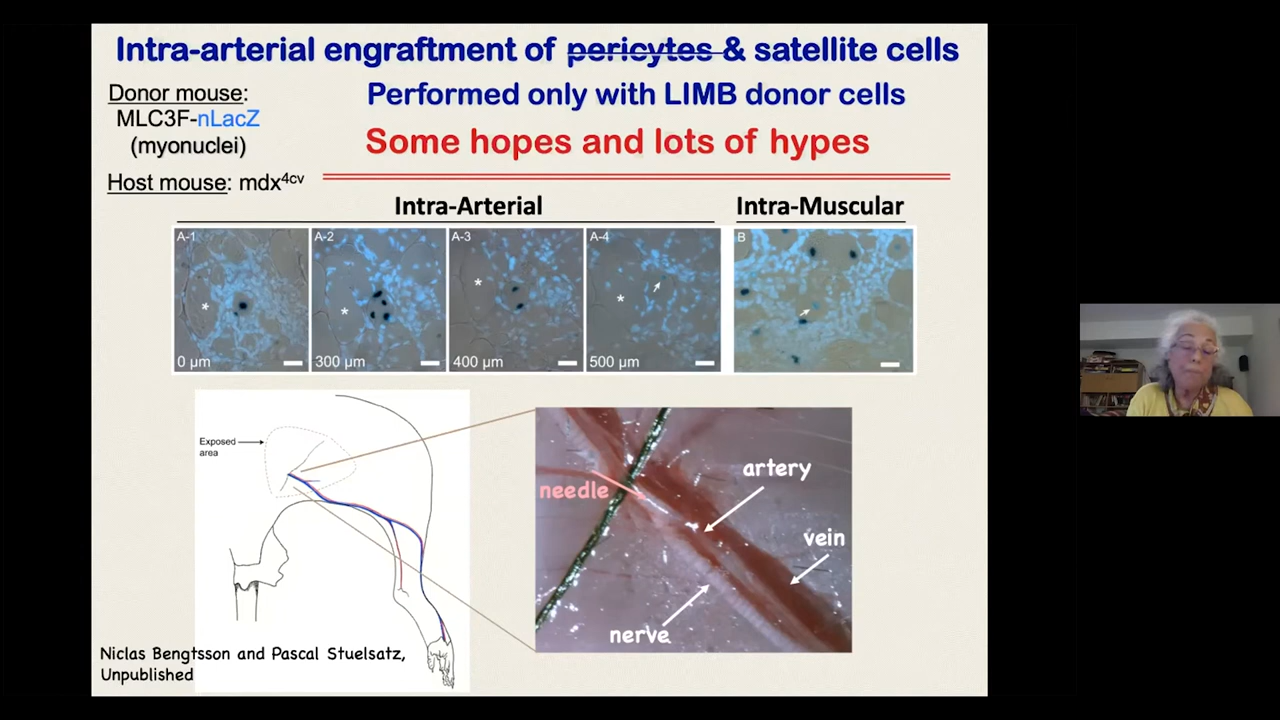 Intra-arterial engraftment of pericytes & satellite cells
Donor mouse:
MLC3F-nLacZ
(myonuclei)
Performed only with LIMB donor cells
Some hopes and lots of hypes
Host mouse: mdx4cv
Intra-Arterial
Intra-Muscular
A-1
A-2
A-3
A-4
B
*
*
*
*
0 µm
300 µm
400 µm
500 µm
Exposed
area
needle
artery
vein
nerve
Niclas Bengtsson and Pascal Stuelsatz,
Unpublished